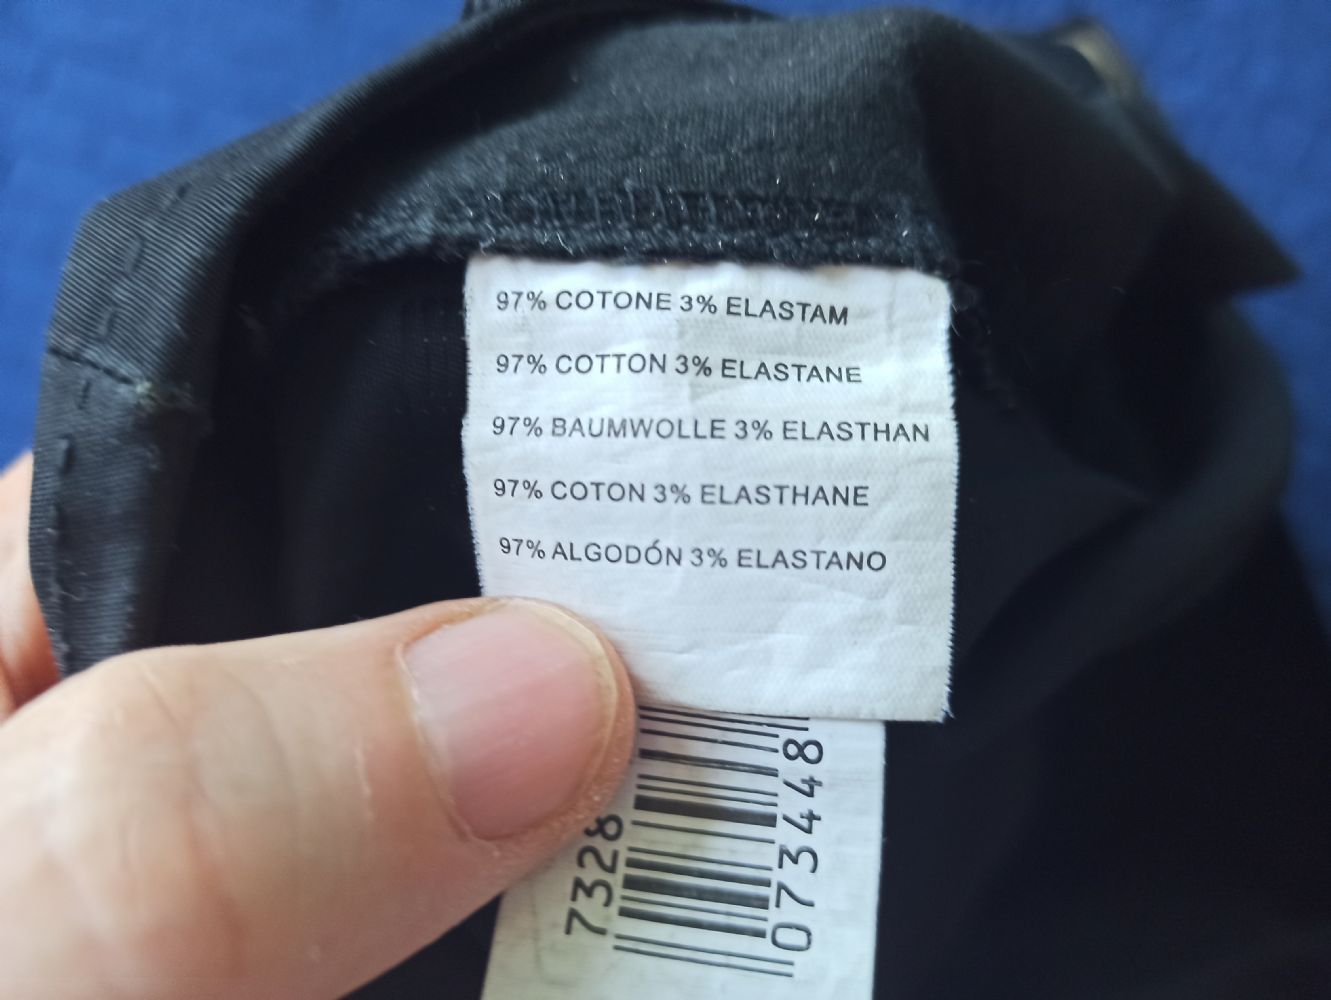 97% COTONE 3% ELASTAM
97% COTTON 3% ELASTANE
97% BAUMWOLLE 3% ELASTHAN
97% COTON 3% ELASTHANE
97% ALGODÓN 3% ELASTANO
7328
073448